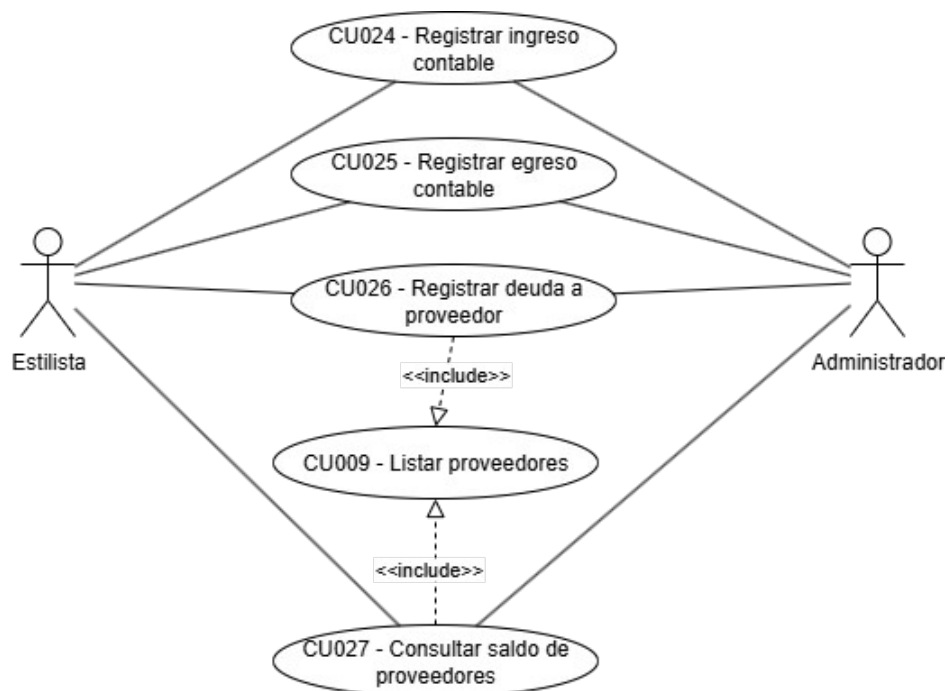 CU024 - Registrar ingreso
contable
CU025 - Registrar egreso
contable
CU026 - Registrar deuda a
proveedor
Estilista
Administrador
<<include>>
CU009 - Listar proveedores
<<include>>
CU027 - Consultar saldo de
proveedores